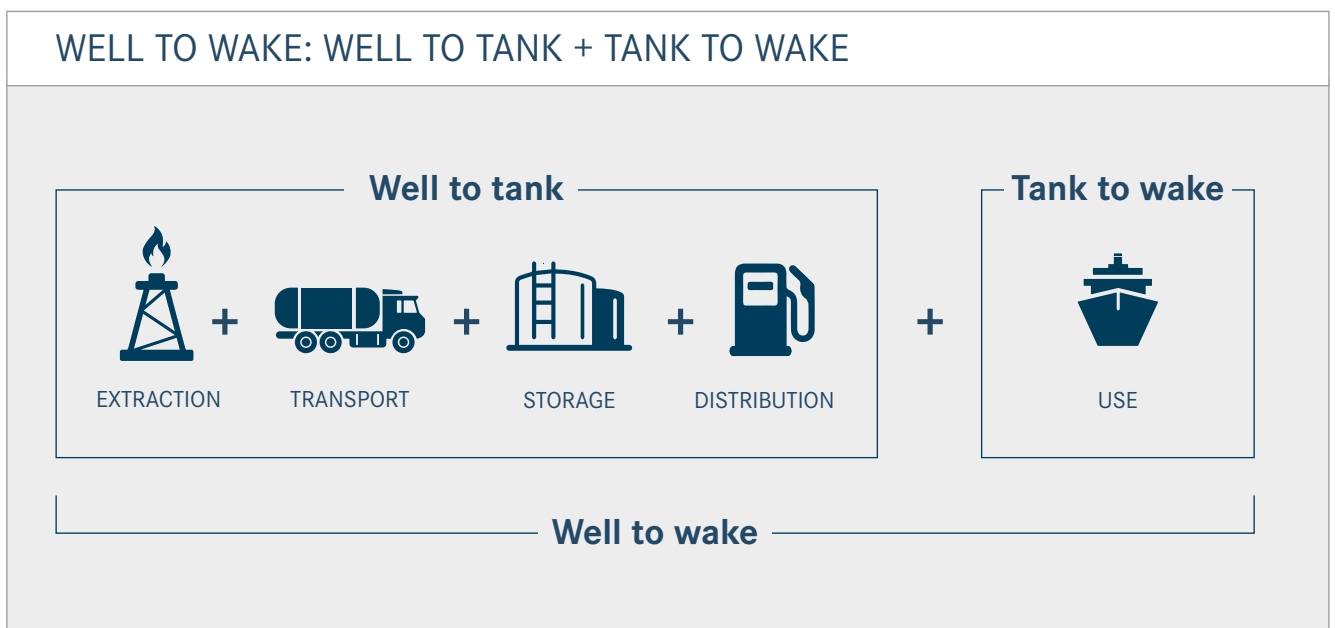 WELL TO WAKE: WELL TO TANK + TANK TO WAKE
Well to tank
Tank to wake
+ + + +
EXTRACTION
TRANSPORT
STORAGE
DISTRIBUTION
USE
Well to wake